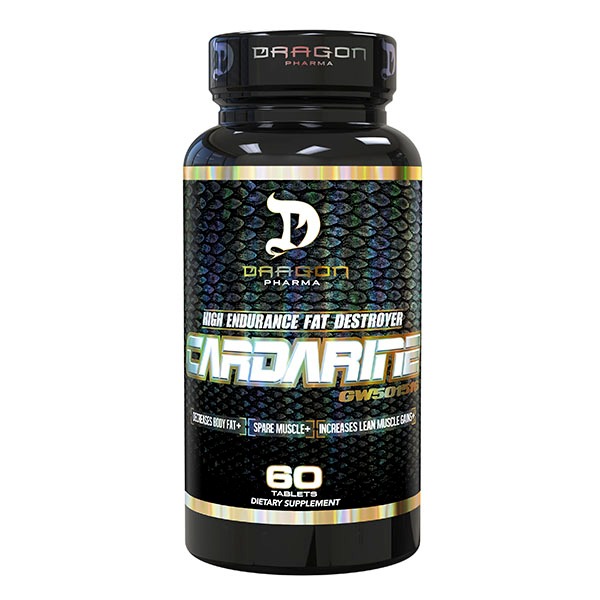 DRAGON
PHARMA
D
DRAGON
PHARMA
HIGH ENDURANCE FAT DESTROYER
CARDARINE
GW501516
DECREASES BODY FAT+ SPARE MUSCLE+ INCREASES LEAN MUSCLE GAINS+
60
TABLETS
DIETARY SUPPLEMENT